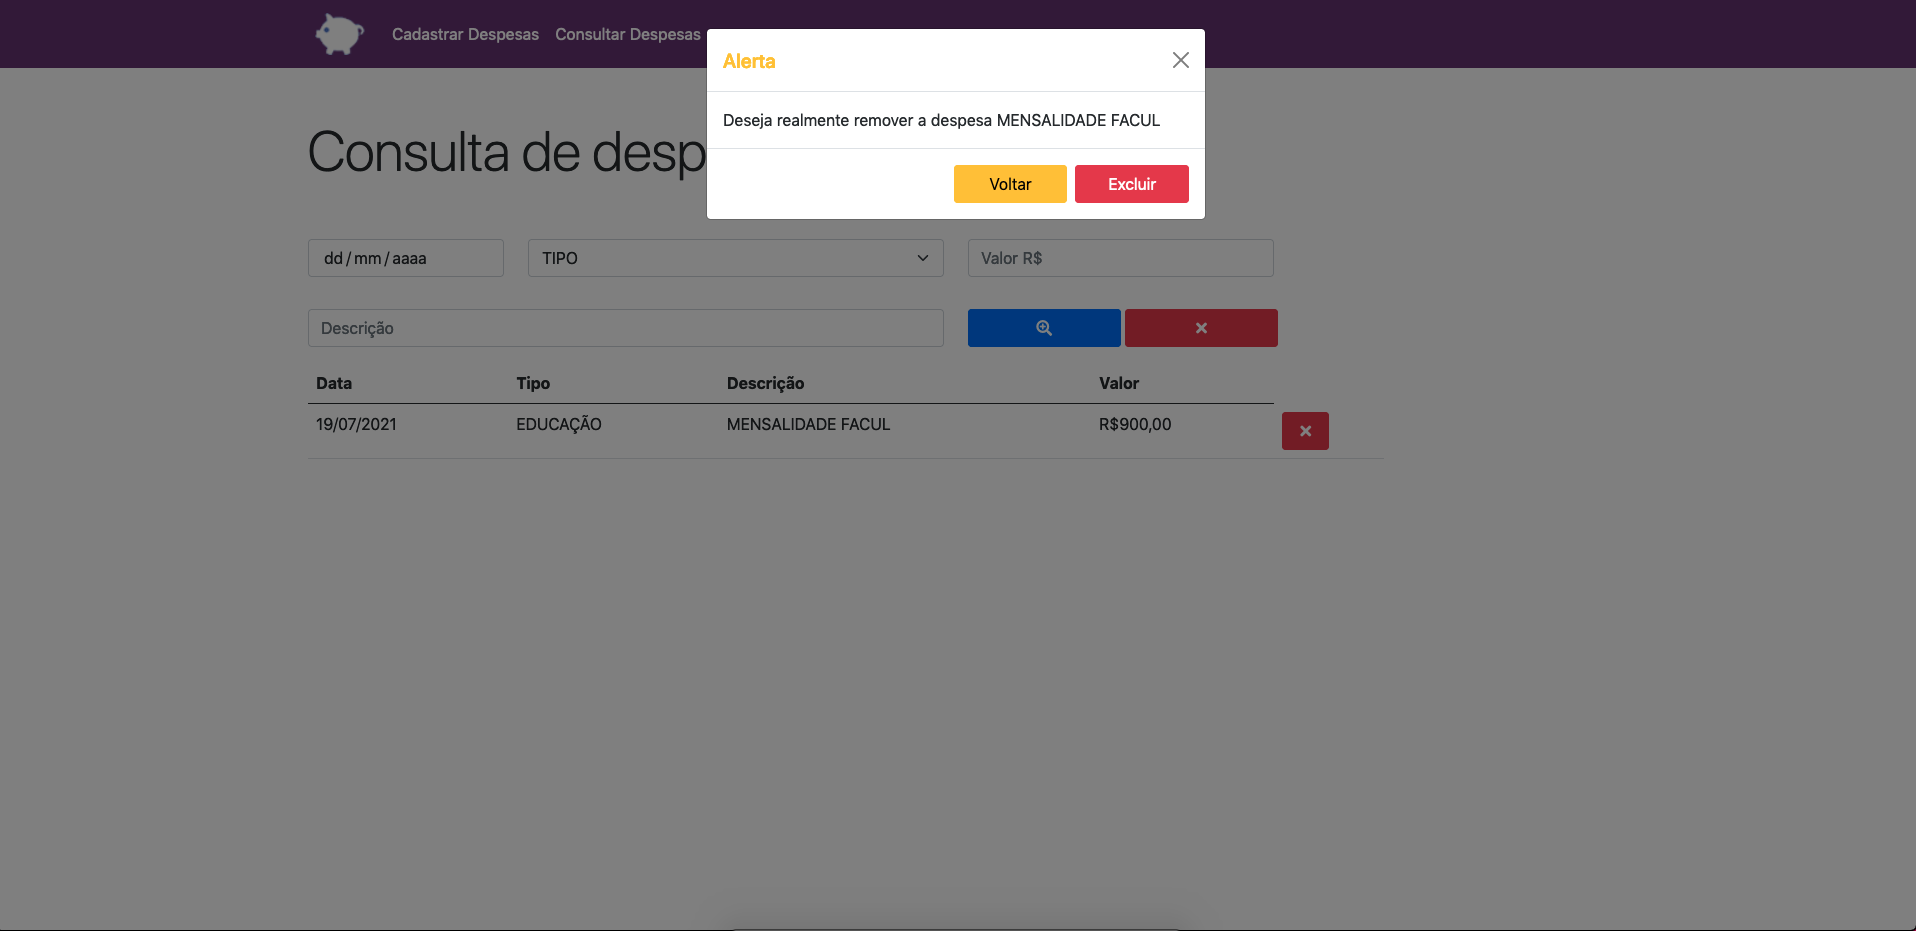 Cadastrar Despesas Consultar Despesas
Alerta
Deseja realmente remover a despesa MENSALIDADE FACUL
Voltar Excluir
Consulta de desp
dd/mm/aaaa TIPO Valor R$
Descrição
Data Tipo Descrição Valor
19/07/2021 EDUCAÇÃO MENSALIDADE FACUL R$900,00